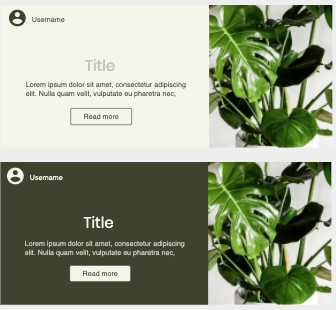 Username
Title
Lorem ipsum dolor sit amet, consectetur adipiscing
elit. Nulla quam velit, vulputate eu pharetra nec,
Read more
Username
Title
Lorem ipsum dolor sit amet, consectetur adipiscing
elit. Nulla quam velit, vulputate eu pharetra nec,
Read more